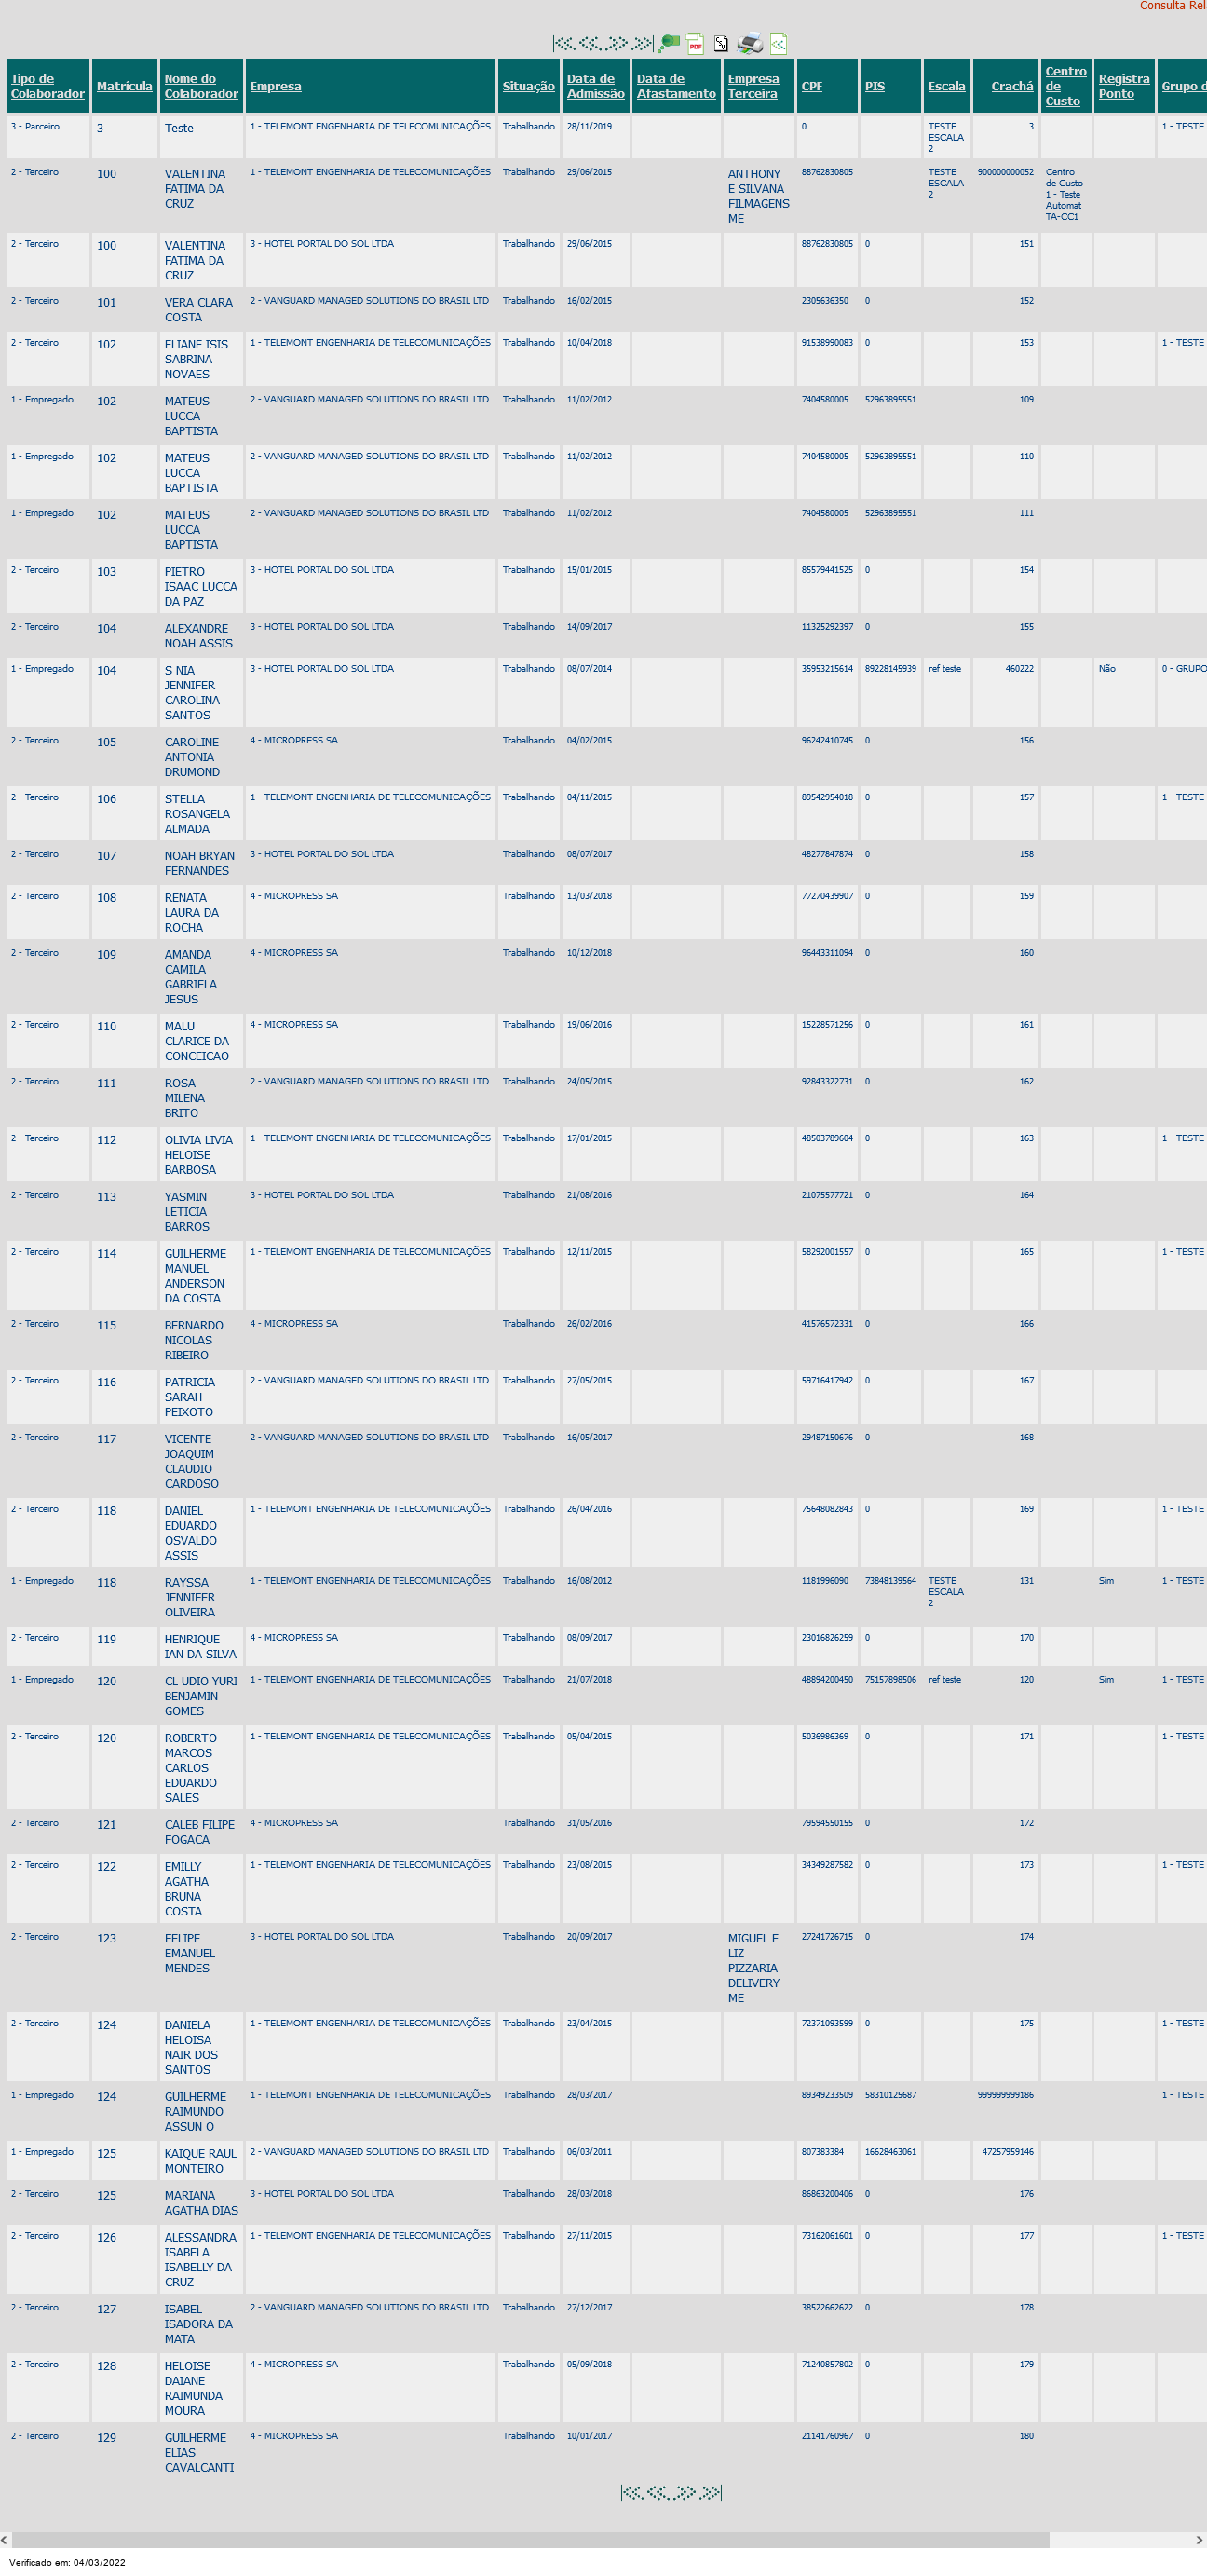 Consulta Rel
Tipo de Colaborador Matrícula Nome do Colaborador Empresa Situação Data de Admissão Data de Afastamento Empresa Terceira CPF PIS Escala Crachá Centro de Custo Registra Ponto Grupo d
3 - Parceiro 3 Teste 1 - TELEMONT ENGENHARIA DE TELECOMUNICAÇÕES Trabalhando 28/11/2019 0 TESTE ESCALA 2 3 1 - TESTE
2 - Terceiro 100 VALENTINA FATIMA DA CRUZ 1 - TELEMONT ENGENHARIA DE TELECOMUNICAÇÕES Trabalhando 29/06/2015 ANTHONY E SILVANA FILMAGENS ME 88762830805 TESTE ESCALA 2 900000000052 Centro de Custo 1 - Teste Automat TA-CC1
2 - Terceiro 100 VALENTINA FATIMA DA CRUZ 3 - HOTEL PORTAL DO SOL LTDA Trabalhando 29/06/2015 88762830805 0 151
2 - Terceiro 101 VERA CLARA COSTA 2 - VANGUARD MANAGED SOLUTIONS DO BRASIL LTD Trabalhando 16/02/2015 2305636350 0 152
2 - Terceiro 102 ELIANE ISIS SABRINA NOVAES 1 - TELEMONT ENGENHARIA DE TELECOMUNICAÇÕES Trabalhando 10/04/2018 91538990083 0 153 1 - TESTE
1 - Empregado 102 MATEUS LUCCA BAPTISTA 2 - VANGUARD MANAGED SOLUTIONS DO BRASIL LTD Trabalhando 11/02/2012 7404580005 52963895551 109
1 - Empregado 102 MATEUS LUCCA BAPTISTA 2 - VANGUARD MANAGED SOLUTIONS DO BRASIL LTD Trabalhando 11/02/2012 7404580005 52963895551 110
1 - Empregado 102 MATEUS LUCCA BAPTISTA 2 - VANGUARD MANAGED SOLUTIONS DO BRASIL LTD Trabalhando 11/02/2012 7404580005 52963895551 111
2 - Terceiro 103 PIETRO ISAAC LUCCA DA PAZ 3 - HOTEL PORTAL DO SOL LTDA Trabalhando 15/01/2015 85579441525 0 154
2 - Terceiro 104 ALEXANDRE NOAH ASSIS 3 - HOTEL PORTAL DO SOL LTDA Trabalhando 14/09/2017 11325292397 0 155
1 - Empregado 104 S NIA JENNIFER CAROLINA SANTOS 3 - HOTEL PORTAL DO SOL LTDA Trabalhando 08/07/2014 35953215614 89228145939 ref teste 460222 Não 0 - GRUPO
2 - Terceiro 105 CAROLINE ANTONIA DRUMOND 4 - MICROPRESS SA Trabalhando 04/02/2015 96242410745 0 156
2 - Terceiro 106 STELLA ROSANGELA ALMADA 1 - TELEMONT ENGENHARIA DE TELECOMUNICAÇÕES Trabalhando 04/11/2015 89542954018 0 157 1 - TESTE
2 - Terceiro 107 NOAH BRYAN FERNANDES 3 - HOTEL PORTAL DO SOL LTDA Trabalhando 08/07/2017 48277847874 0 158
2 - Terceiro 108 RENATA LAURA DA ROCHA 4 - MICROPRESS SA Trabalhando 13/03/2018 77270439907 0 159
2 - Terceiro 109 AMANDA CAMILA GABRIELA JESUS 4 - MICROPRESS SA Trabalhando 10/12/2018 96443311094 0 160
2 - Terceiro 110 MALU CLARICE DA CONCEICAO 4 - MICROPRESS SA Trabalhando 19/06/2016 15228571256 0 161
2 - Terceiro 111 ROSA MILENA BRITO 2 - VANGUARD MANAGED SOLUTIONS DO BRASIL LTD Trabalhando 24/05/2015 92843322731 0 162
2 - Terceiro 112 OLIVIA LIVIA HELOISE BARBOSA 1 - TELEMONT ENGENHARIA DE TELECOMUNICAÇÕES Trabalhando 17/01/2015 48503789604 0 163 1 - TESTE
2 - Terceiro 113 YASMIN LETICIA BARROS 3 - HOTEL PORTAL DO SOL LTDA Trabalhando 21/08/2016 21075577721 0 164
2 - Terceiro 114 GUILHERME MANUEL ANDERSON DA COSTA 1 - TELEMONT ENGENHARIA DE TELECOMUNICAÇÕES Trabalhando 12/11/2015 58292001557 0 165 1 - TESTE
2 - Terceiro 115 BERNARDO NICOLAS RIBEIRO 4 - MICROPRESS SA Trabalhando 26/02/2016 41576572331 0 166
2 - Terceiro 116 PATRICIA SARAH PEIXOTO 2 - VANGUARD MANAGED SOLUTIONS DO BRASIL LTD Trabalhando 27/05/2015 59716417942 0 167
2 - Terceiro 117 VICENTE JOAQUIM CLAUDIO CARDOSO 2 - VANGUARD MANAGED SOLUTIONS DO BRASIL LTD Trabalhando 16/05/2017 29487150676 0 168
2 - Terceiro 118 DANIEL EDUARDO OSVALDO ASSIS 1 - TELEMONT ENGENHARIA DE TELECOMUNICAÇÕES Trabalhando 26/04/2016 75648082843 0 169 1 - TESTE
1 - Empregado 118 RAYSSA JENNIFER OLIVEIRA 1 - TELEMONT ENGENHARIA DE TELECOMUNICAÇÕES Trabalhando 16/08/2012 1181996090 73848139564 TESTE ESCALA 2 131 Sim 1 - TESTE
2 - Terceiro 119 HENRIQUE IAN DA SILVA 4 - MICROPRESS SA Trabalhando 08/09/2017 23016826259 0 170
1 - Empregado 120 CL UDIO YURI BENJAMIN GOMES 1 - TELEMONT ENGENHARIA DE TELECOMUNICAÇÕES Trabalhando 21/07/2018 48894200450 75157898506 ref teste 120 Sim 1 - TESTE
2 - Terceiro 120 ROBERTO MARCOS CARLOS EDUARDO SALES 1 - TELEMONT ENGENHARIA DE TELECOMUNICAÇÕES Trabalhando 05/04/2015 5036986369 0 171 1 - TESTE
2 - Terceiro 121 CALEB FILIPE FOGACA 4 - MICROPRESS SA Trabalhando 31/05/2016 79594550155 0 172
2 - Terceiro 122 EMILLY AGATHA BRUNA COSTA 1 - TELEMONT ENGENHARIA DE TELECOMUNICAÇÕES Trabalhando 23/08/2015 34349287582 0 173 1 - TESTE
2 - Terceiro 123 FELIPE EMANUEL MENDES 3 - HOTEL PORTAL DO SOL LTDA Trabalhando 20/09/2017 MIGUEL E LIZ PIZZARIA DELIVERY ME 27241726715 0 174
2 - Terceiro 124 DANIELA HELOISA NAIR DOS SANTOS 1 - TELEMONT ENGENHARIA DE TELECOMUNICAÇÕES Trabalhando 23/04/2015 72371093599 0 175 1 - TESTE
1 - Empregado 124 GUILHERME RAIMUNDO ASSUN O 1 - TELEMONT ENGENHARIA DE TELECOMUNICAÇÕES Trabalhando 28/03/2017 89349233509 58310125687 999999999186 1 - TESTE
1 - Empregado 125 KAIQUE RAUL MONTEIRO 2 - VANGUARD MANAGED SOLUTIONS DO BRASIL LTD Trabalhando 06/03/2011 807383384 16628463061 47257959146
2 - Terceiro 125 MARIANA AGATHA DIAS 3 - HOTEL PORTAL DO SOL LTDA Trabalhando 28/03/2018 86863200406 0 176
2 - Terceiro 126 ALESSANDRA ISABELA ISABELLY DA CRUZ 1 - TELEMONT ENGENHARIA DE TELECOMUNICAÇÕES Trabalhando 27/11/2015 73162061601 0 177 1 - TESTE
2 - Terceiro 127 ISABEL ISADORA DA MATA 2 - VANGUARD MANAGED SOLUTIONS DO BRASIL LTD Trabalhando 27/12/2017 38522662622 0 178
2 - Terceiro 128 HELOISE DAIANE RAIMUNDA MOURA 4 - MICROPRESS SA Trabalhando 05/09/2018 71240857802 0 179
2 - Terceiro 129 GUILHERME ELIAS CAVALCANTI 4 - MICROPRESS SA Trabalhando 10/01/2017 21141760967 0 180
Verificado em: 04/03/2022